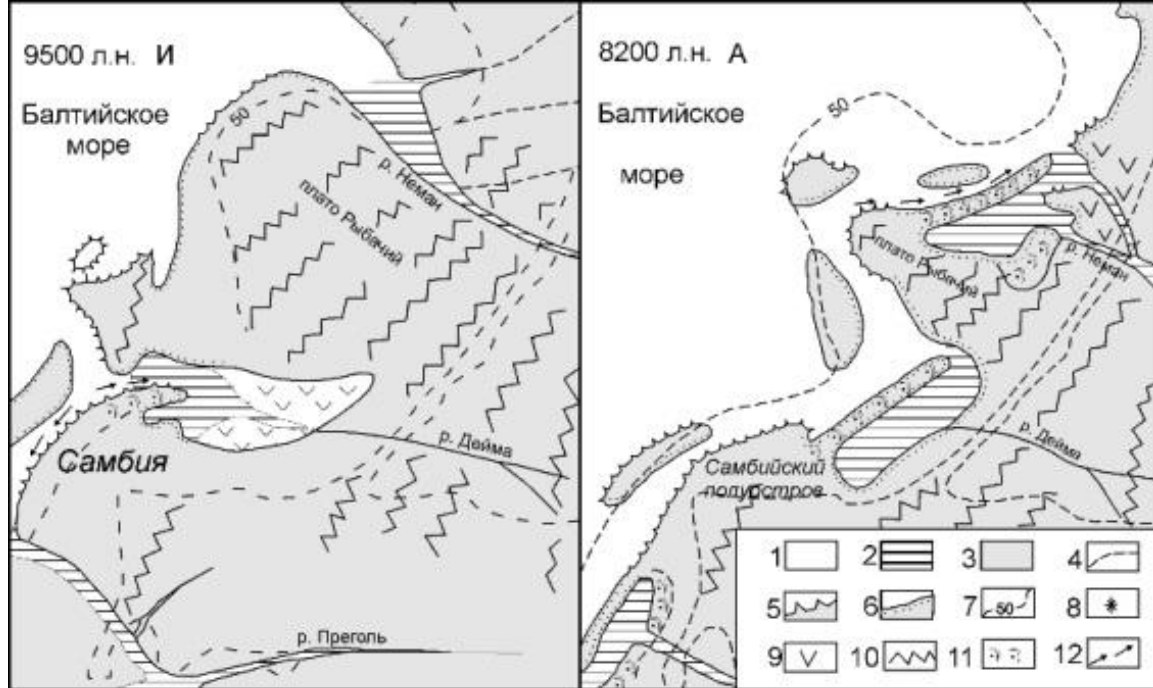 9500 л.н. И
Балтийское
море
50
р. Неман
плато Рыбачий
Самбия
р. Дейма
р. Преголь
8200 л.н. А
Балтийское
море
50
плато Рыбачий
р. Неман
р. Дейма
Самбийский
полуостров
1 2 3 4
5 6 7 50 8
9 10 11 12